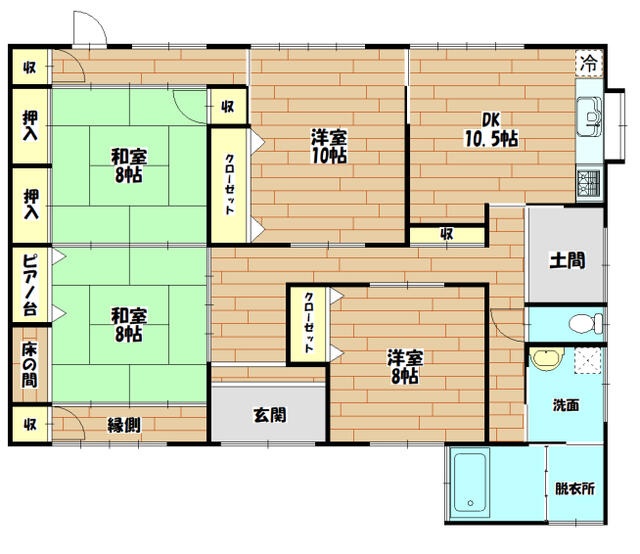 収
冷
押入
収
和室
8帖
クローゼット
洋室
10帖
DK
10.5帖
押入
収
ピアノ台
和室
8帖
土間
クローゼット
床の間
洋室
8帖
洗面
収
縁側
玄関
脱衣所